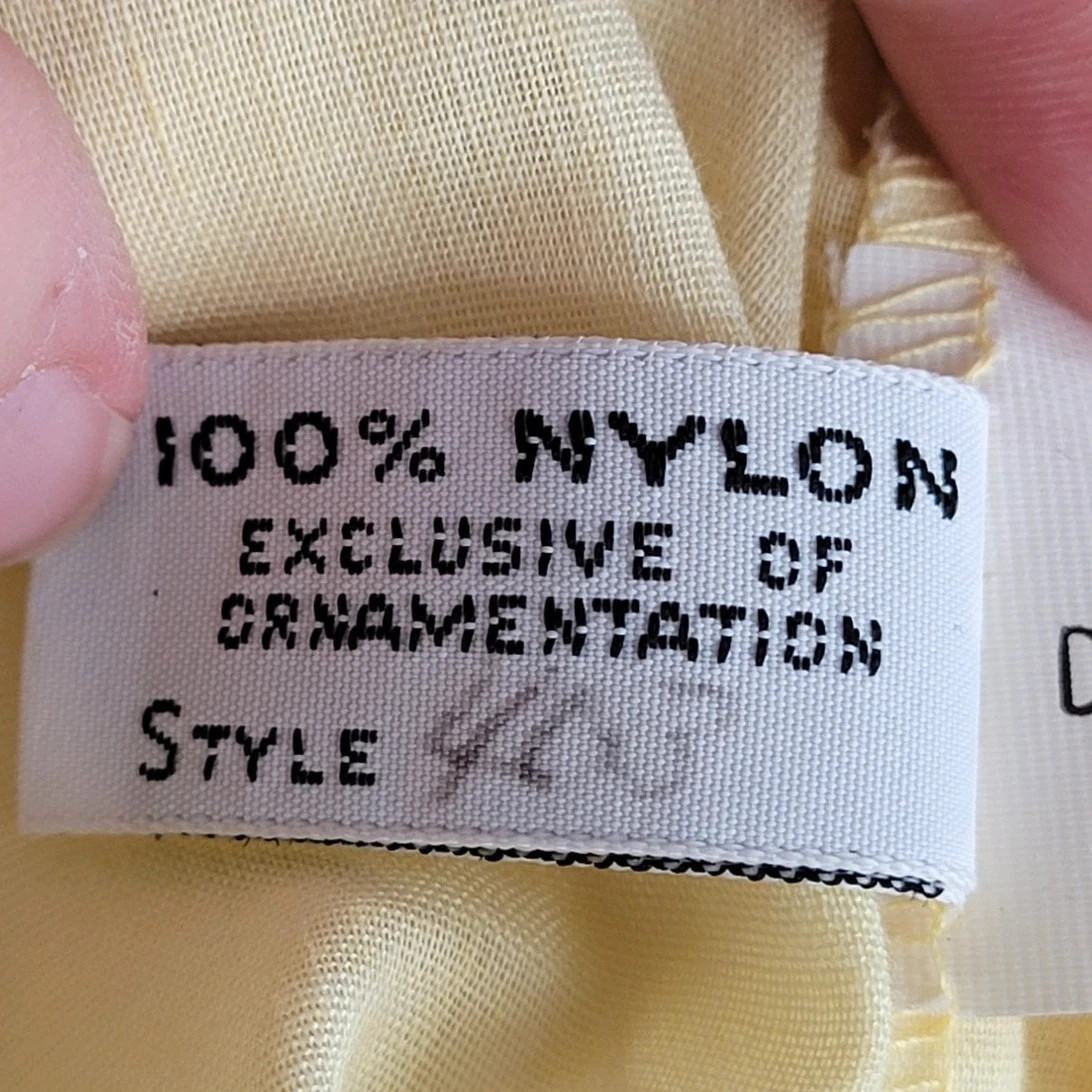 100% NYLON
EXCLUSIVE OF
ORNAMENTATION
STYLE
D